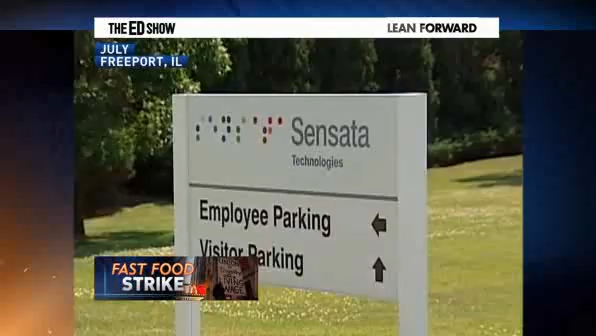 THE ED SHOW
LEAN FORWARD
JULY
FREEPORT, IL
Sensata
Technologies
Employee Parking
Visitor Parking
FAST FOOD
STRIKE